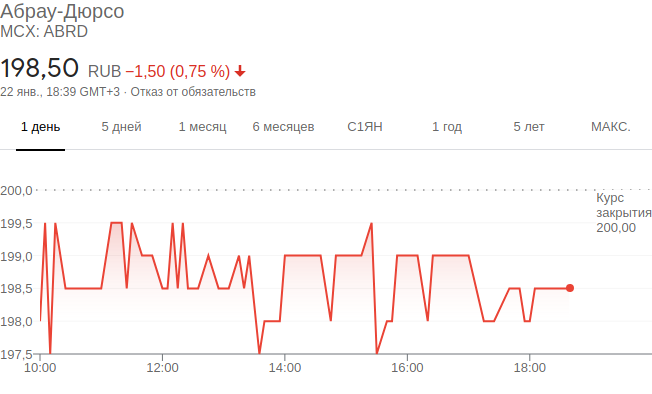 Абрау-Дюрсо
MCX: ABRD
198,50 RUB −1,50 (0,75 %)
22 янв., 18:39 GMT+3 · Отказ от обязательств
1 день 5 дней 1 месяц 6 месяцев С1ЯН 1 год 5 лет МАКС.
200,0
Курс
закрытия
200,00
199,5
199,0
198,5
198,0
197,5
10:00 12:00 14:00 16:00 18:00